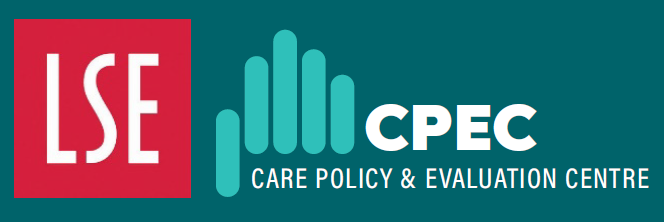 LSE
CPEC
CARE POLICY & EVALUATION CENTRE